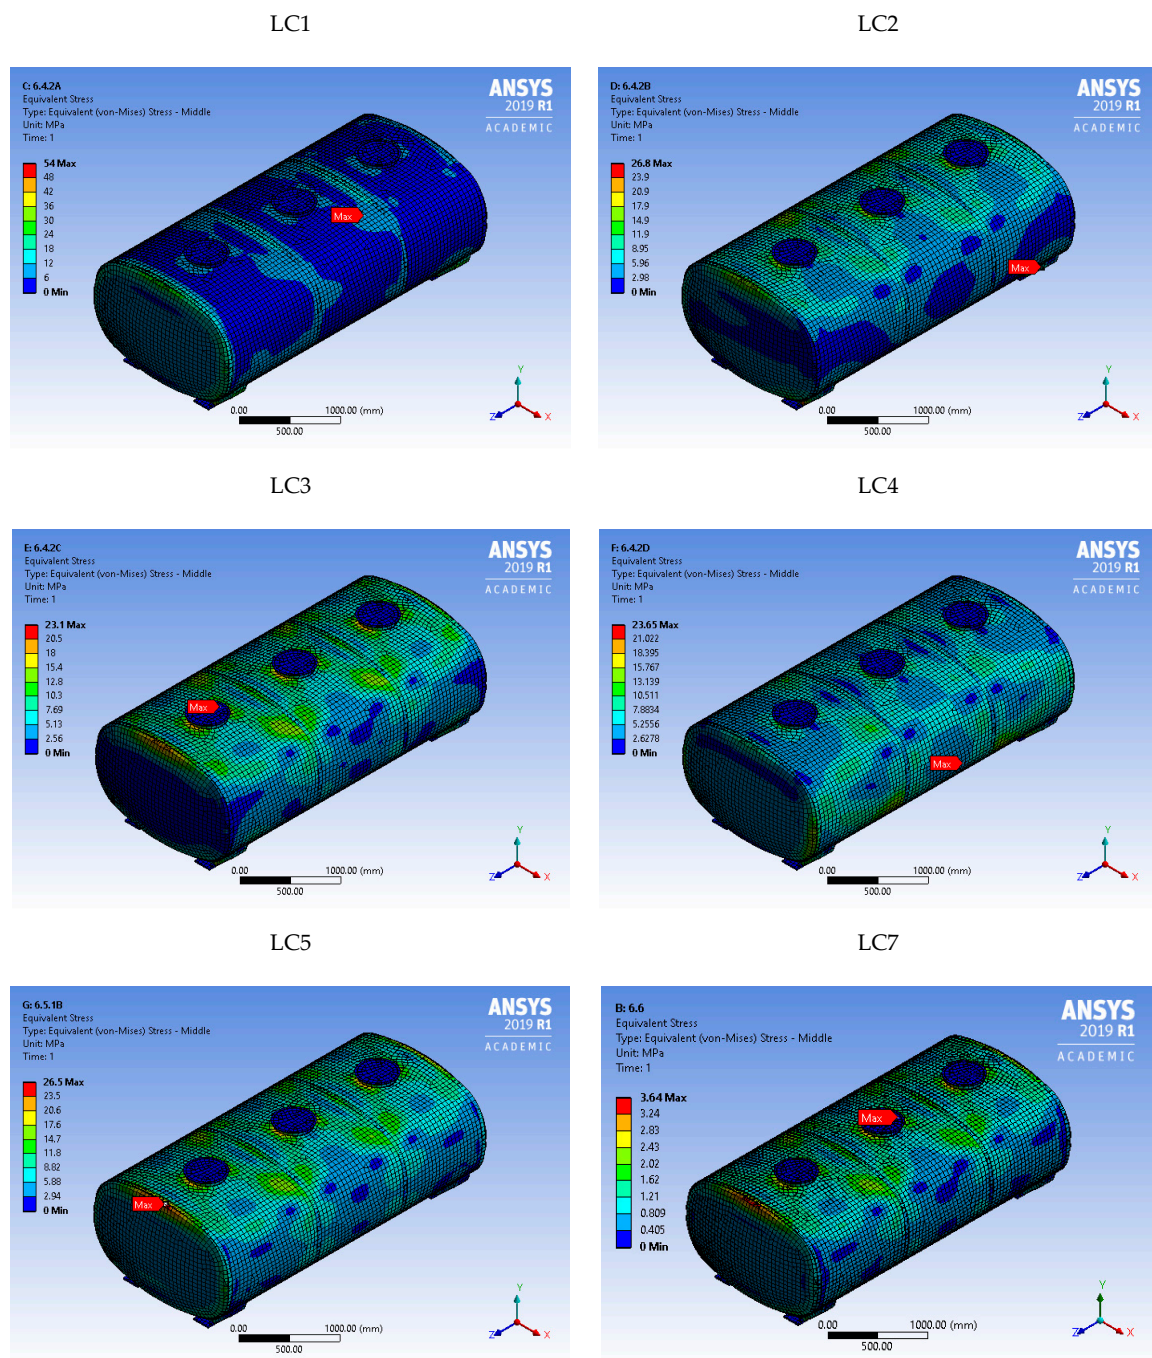 LC1
LC2
C: 6.4.2A
Equivalent Stress
Type: Equivalent (von-Mises) Stress - Middle
Unit: MPa
Time: 1
ANSYS
2019 R1
ACADEMIC
54 Max
48
42
36
30
24
18
12
6
0 Min
Max
Y
Z
X
0.00
1000.00 (mm)
500.00
D: 6.4.2B
Equivalent Stress
Type: Equivalent (von-Mises) Stress - Middle
Unit: MPa
Time: 1
ANSYS
2019 R1
ACADEMIC
26.8 Max
23.9
20.9
17.9
14.9
11.9
8.95
5.96
2.98
0 Min
Max
Y
Z
X
0.00
1000.00 (mm)
500.00
LC3
LC4
E: 6.4.2C
Equivalent Stress
Type: Equivalent (von-Mises) Stress - Middle
Unit: MPa
Time: 1
ANSYS
2019 R1
ACADEMIC
23.1 Max
20.5
18
15.4
12.8
10.3
7.69
5.13
2.56
0 Min
Max
Y
Z
X
0.00
1000.00 (mm)
500.00
F: 6.4.2D
Equivalent Stress
Type: Equivalent (von-Mises) Stress - Middle
Unit: MPa
Time: 1
ANSYS
2019 R1
ACADEMIC
23.65 Max
21.022
18.395
15.767
13.139
10.511
7.8834
5.2556
2.6278
0 Min
Max
Y
Z
X
0.00
1000.00 (mm)
500.00
LC5
LC7
G: 6.5.1B
Equivalent Stress
Type: Equivalent (von-Mises) Stress - Middle
Unit: MPa
Time: 1
ANSYS
2019 R1
ACADEMIC
26.5 Max
23.5
20.6
17.6
14.7
11.8
8.82
5.88
2.94
0 Min
Max
Y
Z
X
0.00
1000.00 (mm)
500.00
B: 6.6
Equivalent Stress
Type: Equivalent (von-Mises) Stress - Middle
Unit: MPa
Time: 1
ANSYS
2019 R1
ACADEMIC
3.64 Max
3.24
2.83
2.43
2.02
1.62
1.21
0.809
0.405
0 Min
Max
Y
Z
X
0.00
1000.00 (mm)
500.00